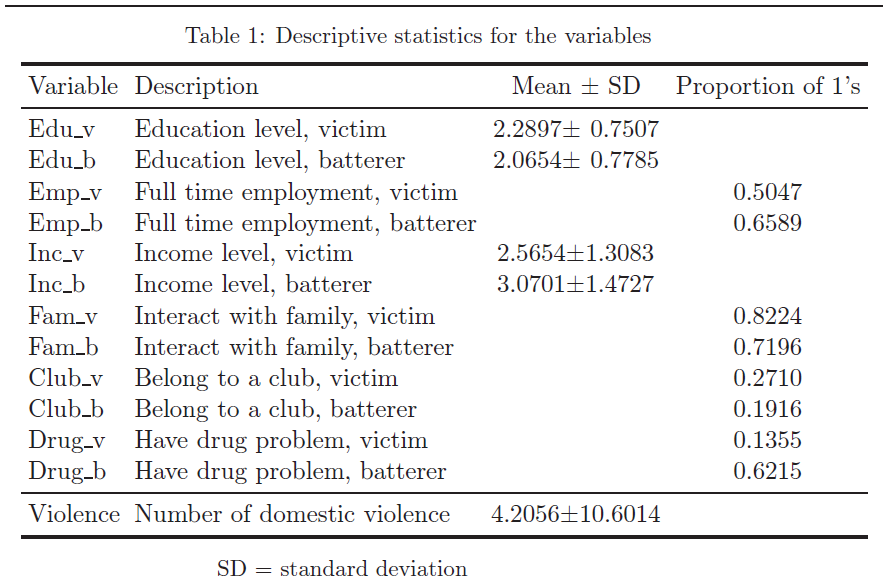 Table 1: Descriptive statistics for the variables
Variable Description Mean ± SD Proportion of 1's
Edu_v Education level, victim 2.2897± 0.7507
Edu_b Education level, batterer 2.0654± 0.7785
Emp_v Full time employment, victim 0.5047
Emp_b Full time employment, batterer 0.6589
Inc_v Income level, victim 2.5654±1.3083
Inc_b Income level, batterer 3.0701±1.4727
Fam_v Interact with family, victim 0.8224
Fam_b Interact with family, batterer 0.7196
Club_v Belong to a club, victim 0.2710
Club_b Belong to a club, batterer 0.1916
Drug_v Have drug problem, victim 0.1355
Drug_b Have drug problem, batterer 0.6215
Violence Number of domestic violence 4.2056±10.6014
SD = standard deviation